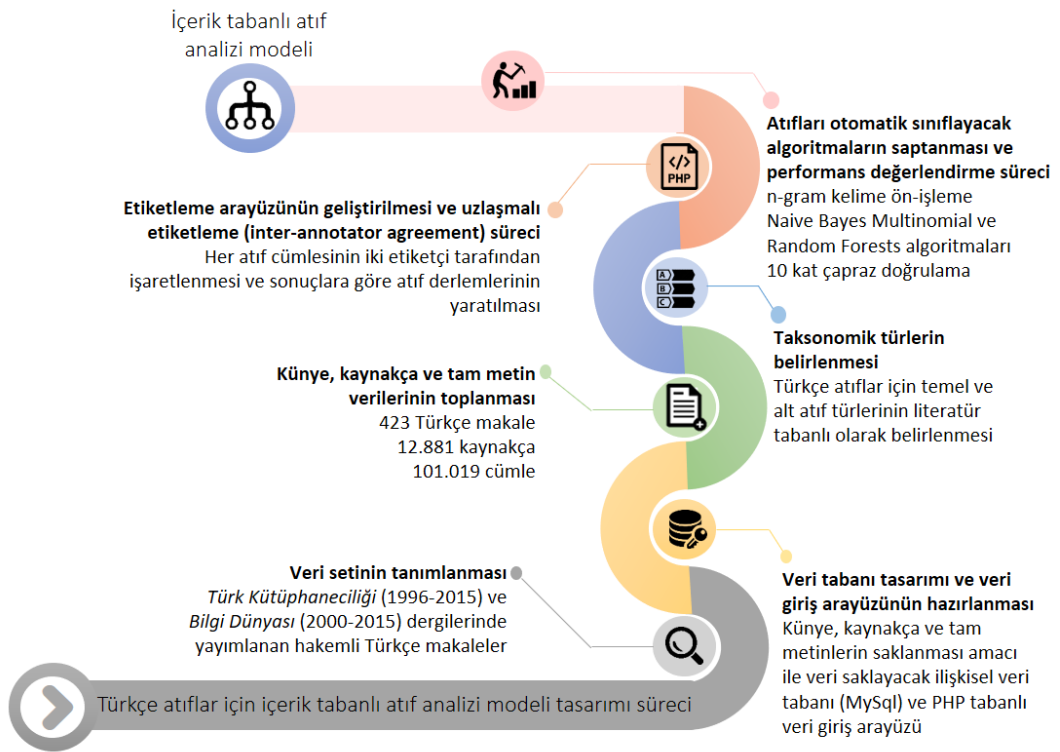 İçerik tabanlı atıf
analizi modeli
Atıfları otomatik sınıflayacak
algoritmaların saptanması ve
performans değerlendirme süreci
n-gram kelime ön-işleme
Naive Bayes Multinomial ve
Random Forests algoritmaları
10 kat çapraz doğrulama
</>
PHP
Etiketleme arayüzünün geliştirilmesi ve uzlaşmalı
etiketleme (inter-annotator agreement) süreci
Her atıf cümlesinin iki etiketçi tarafından
işaretlenmesi ve sonuçlara göre atıf derlemlerinin
yaratılması
A
B
C
Taksonomik türlerin
belirlenmesi
Türkçe atıflar için temel ve
alt atıf türlerinin literatür
tabanlı olarak belirlenmesi
Künye, kaynakça ve tam metin
verilerinin toplanması
423 Türkçe makale
12.881 kaynakça
101.019 cümle
Veri tabanı tasarımı ve veri
giriş arayüzünün hazırlanması
Künye, kaynakça ve tam
metinlerin saklanması amacı
ile veri saklayacak ilişkisel veri
tabanı (MySql) ve PHP tabanlı
veri giriş arayüzü
Veri setinin tanımlanması
Türk Kütüphaneciliği (1996-2015) ve
Bilgi Dünyası (2000-2015) dergilerinde
yayımlanan hakemli Türkçe makaleler
Türkçe atıflar için içerik tabanlı atıf analizi modeli tasarımı süreci